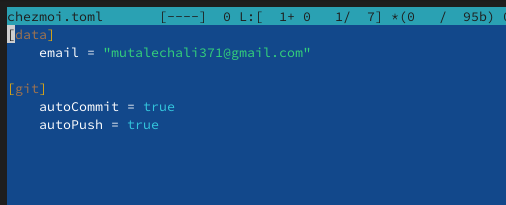 chezmoi.toml [----] 0 L:[ 1+ 0 1/ 7] *(0 / 95b)
[data]
email = "mutalechali371@gmail.com"
[git]
autoCommit = true
autoPush = true